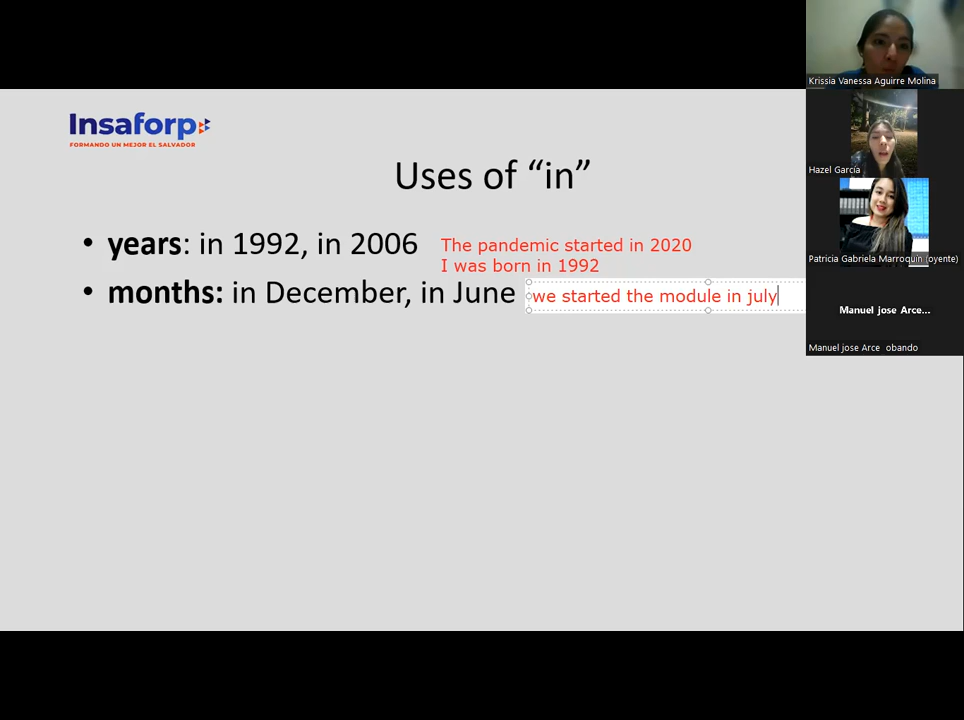 Insaforp
FORMANDO UN MEJOR EL SALVADOR
Uses of “in”
• years: in 1992, in 2006
The pandemic started in 2020
I was born in 1992
• months: in December, in June
we started the module in july
Krissia Vanessa Aguirre Molina
Hazel García
Patricia Gabriela Marroquín (oyente)
Manuel jose Arce...
Manuel jose Arce obando